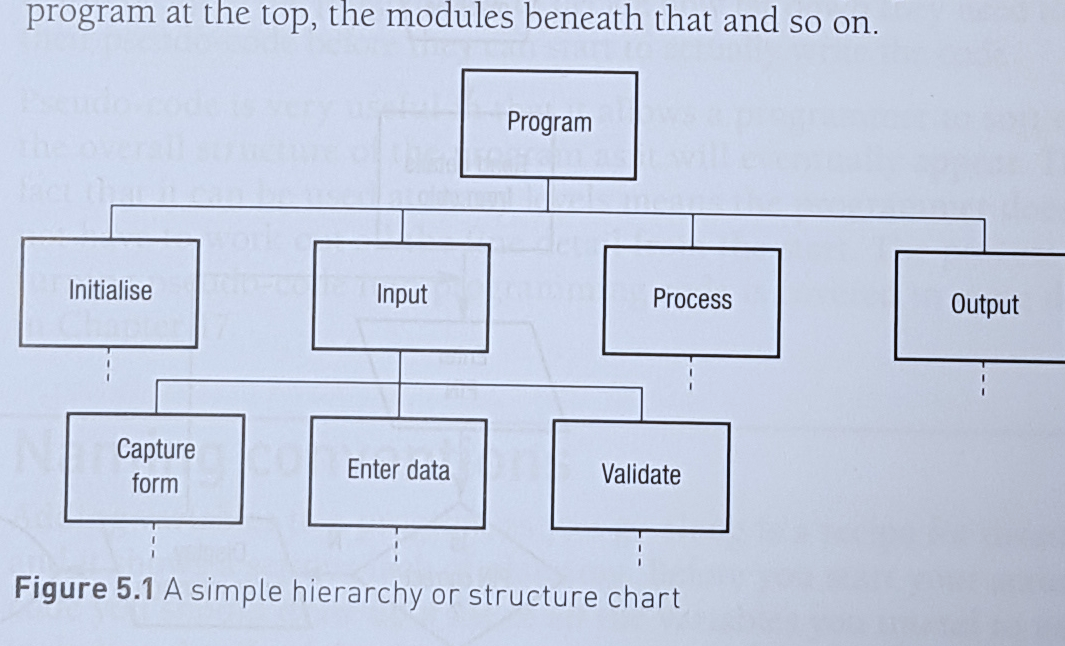 program at the top, the modules beneath that and so on.
Program
Initialise
Input
Process
Output
Capture
form
Enter data
Validate
Figure 5.1 A simple hierarchy or structure chart